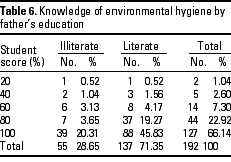 Table 6. Knowledge of environmental hygiene by
father's education
Student Illiterate Literate Total
score (%) No. % No. % No. %
20 1 0.52 1 0.52 2 1.04
40 2 1.04 3 1.56 5 2.60
60 6 3.13 8 4.17 14 7.30
80 7 3.65 37 19.27 44 22.92
100 39 20.31 88 45.83 127 66.14
Total 55 28.65 137 71.35 192 100